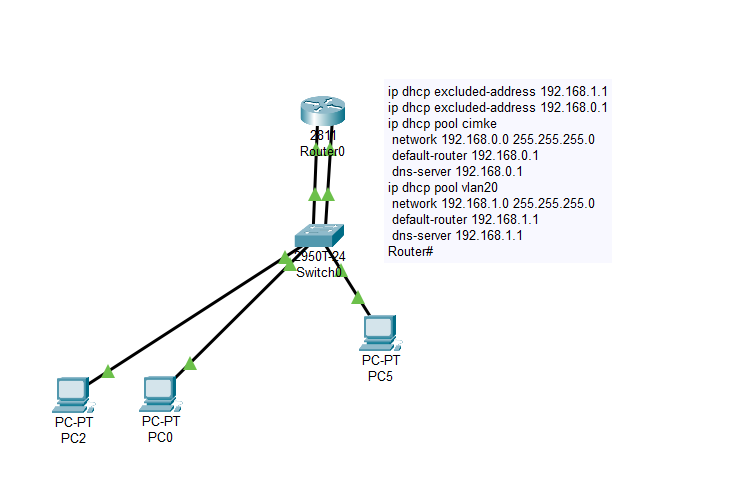 2811
Router0
2950T-24
Switch0
PC-PT
PC5
PC-PT
PC2
PC-PT
PC0
ip dhcp excluded-address 192.168.1.1
ip dhcp excluded-address 192.168.0.1
ip dhcp pool cimke
network 192.168.0.0 255.255.255.0
default-router 192.168.0.1
dns-server 192.168.0.1
ip dhcp pool vlan20
network 192.168.1.0 255.255.255.0
default-router 192.168.1.1
dns-server 192.168.1.1
Router#